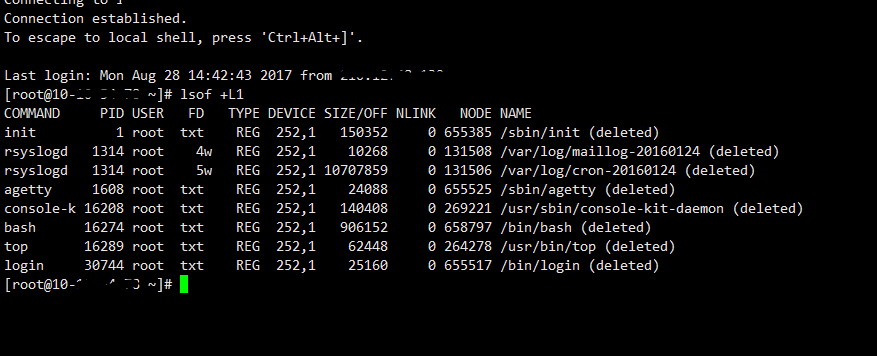 Connection established.
To escape to local shell, press 'Ctrl+Alt+]'.
Last login: Mon Aug 28 14:42:43 2017 from
[root@10- ~]# lsof +L1
COMMAND     PID USER   FD   TYPE DEVICE SIZE/OFF NLINK   NODE NAME
init          1 root  txt    REG  252,1   150352     0 655385 /sbin/init (deleted)
rsyslogd   1314 root    4w   REG  252,1    10268     0 131508 /var/log/maillog-20160124 (deleted)
rsyslogd   1314 root    5w   REG  252,1 10707859     0 131506 /var/log/cron-20160124 (deleted)
agetty     1608 root  txt    REG  252,1    24088     0 655525 /sbin/agetty (deleted)
console-k 16208 root  txt    REG  252,1   140408     0 269221 /usr/sbin/console-kit-daemon (deleted)
bash      16274 root  txt    REG  252,1   906152     0 658797 /bin/bash (deleted)
top       16289 root  txt    REG  252,1    62448     0 264278 /usr/bin/top (deleted)
login     30744 root  txt    REG  252,1    25160     0 655517 /bin/login (deleted)
[root@10- ~]#